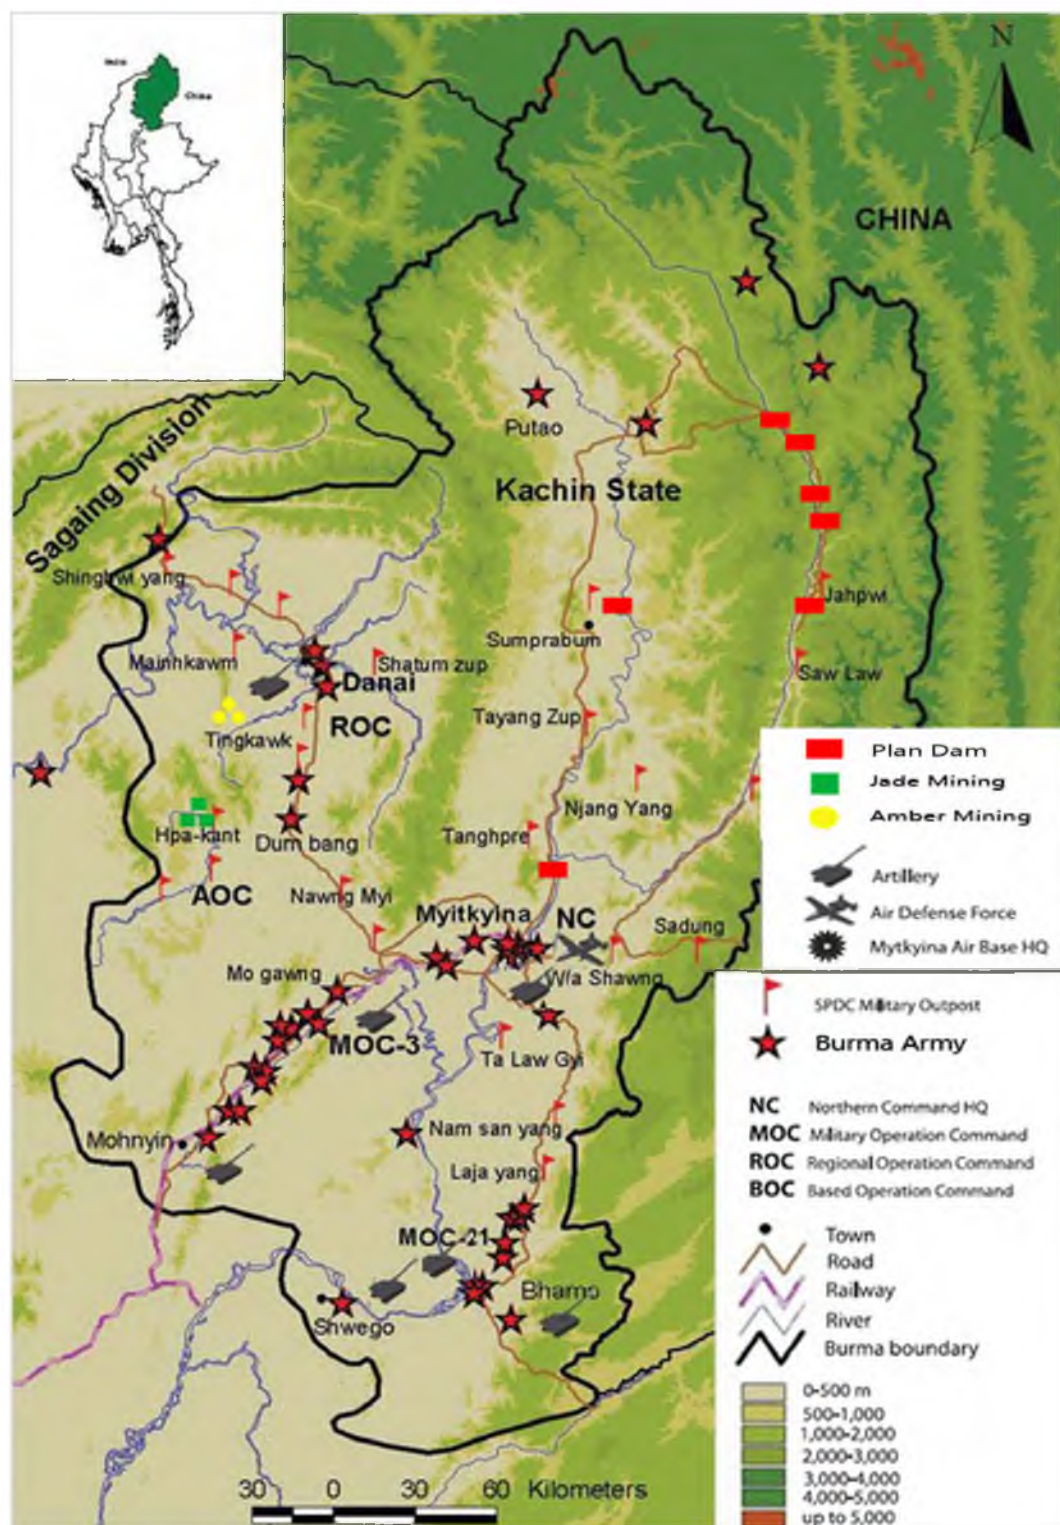 India
China
N
CHINA
Sagaing Division
Putao
Kachin State
Shinghwi yang
Jahpwi
Sumprabum
Mainhkawm
Shatum zup
Saw Law
Danai
Tayang Zup
ROC
Tingkawk
Plan Dam
Jade Mining
Njang Yang
Amber Mining
Hpa-kant
Tanghpre
Dum bang
Artillery
AOC
Nawng Myi
Myitkyina
NC
Air Defense Force
Sadung
Mytkyina Air Base HQ
Mo gawng
W/a Shawng
SPDC Military Outpost
MOC-3
Burma Army
Ta Law Gyi
NC Northern Command HQ
Nam san yang
MOC Military Operation Command
Mohnyin
ROC Regional Operation Command
Laja yang
BOC Based Operation Command
MOC-21
Town
Road
Bhamo
Railway
Shwego
River
Burma boundary
0-500 m
500-1,000
1,000-2,000
2,000-3,000
3,000-4,000
4,000-5,000
up to 5,000
30 0 30 60 Kilometers